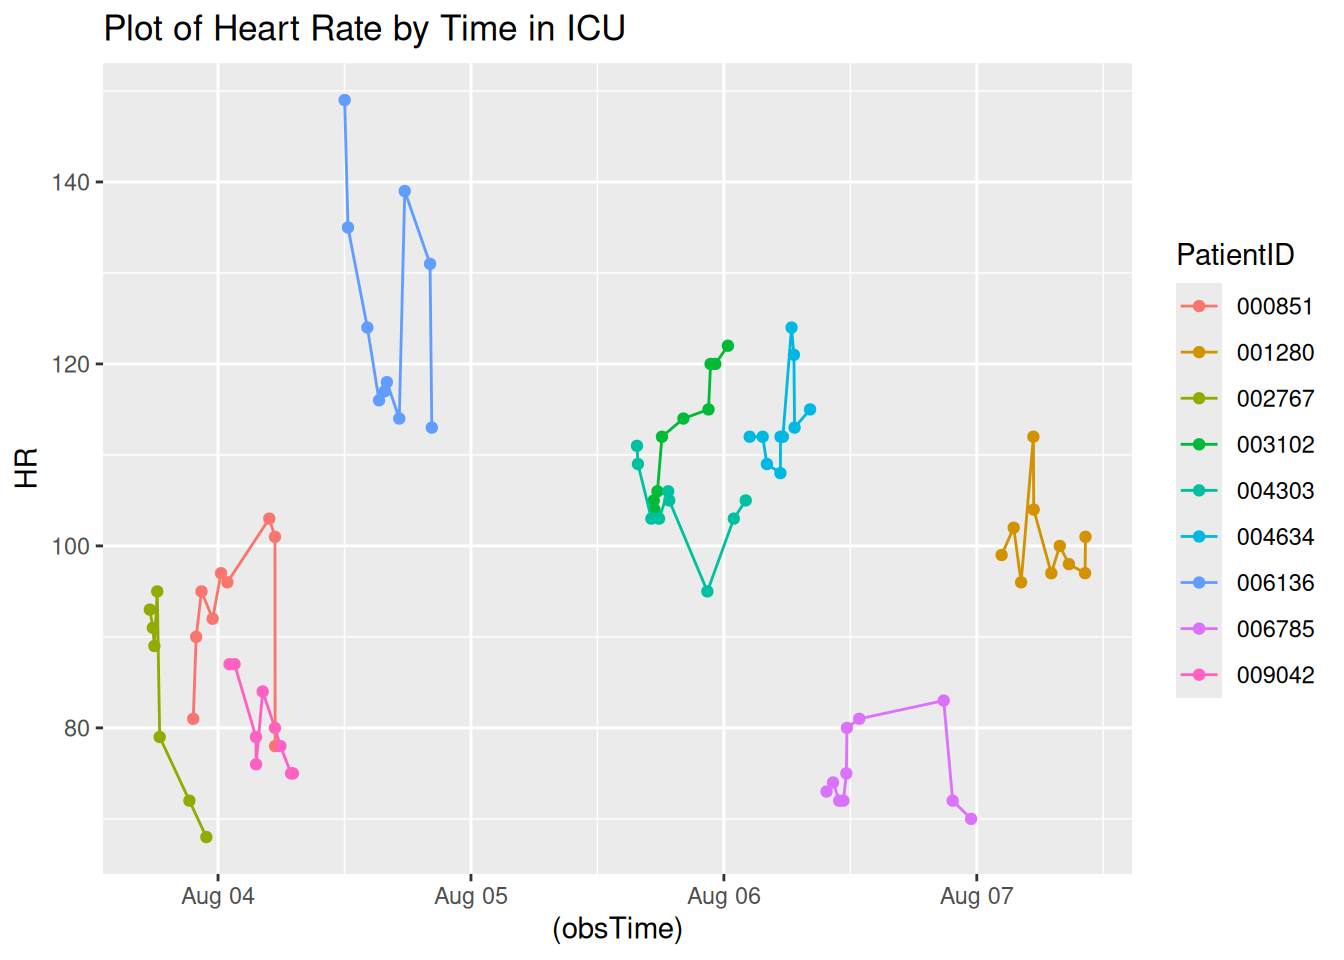 Plot of Heart Rate by Time in ICU
HR
140
120
100
80
Aug 04
Aug 05
Aug 06
Aug 07
(obsTime)
PatientID
000851
001280
002767
003102
004303
004634
006136
006785
009042